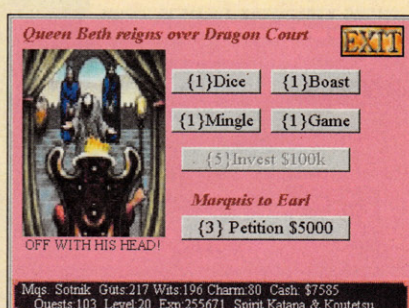 Queen Beth reigns over Dragon Court
EXIT
{1}Dice
{1}Boast
{1}Mingle
{1}Game
{5}Invest $100k
Marquis to Earl
{3} Petition $5000
OFF WITH HIS HEAD!
Mqs. Sotnik Guts:217 Wits:196 Charm:80 Cash: $7585
Quests:103 Level:20 Exp:255671 Spirit Katana & Koutetsu